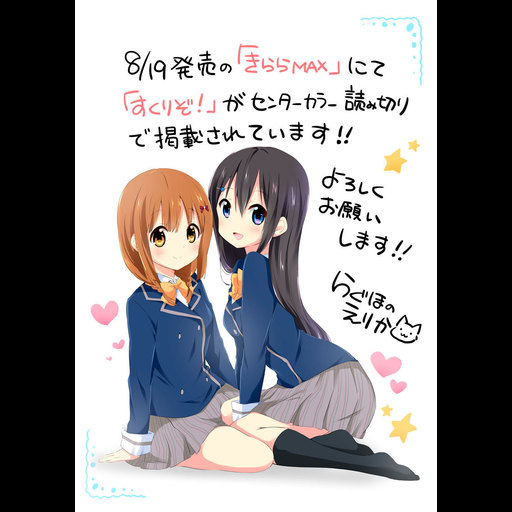 8/19発売の「きららMAX」にて
「すくりぞ!」がセンターカラー読み切り
で掲載されています!!
よろしく
お願い
します!!
らぐほの
えりか